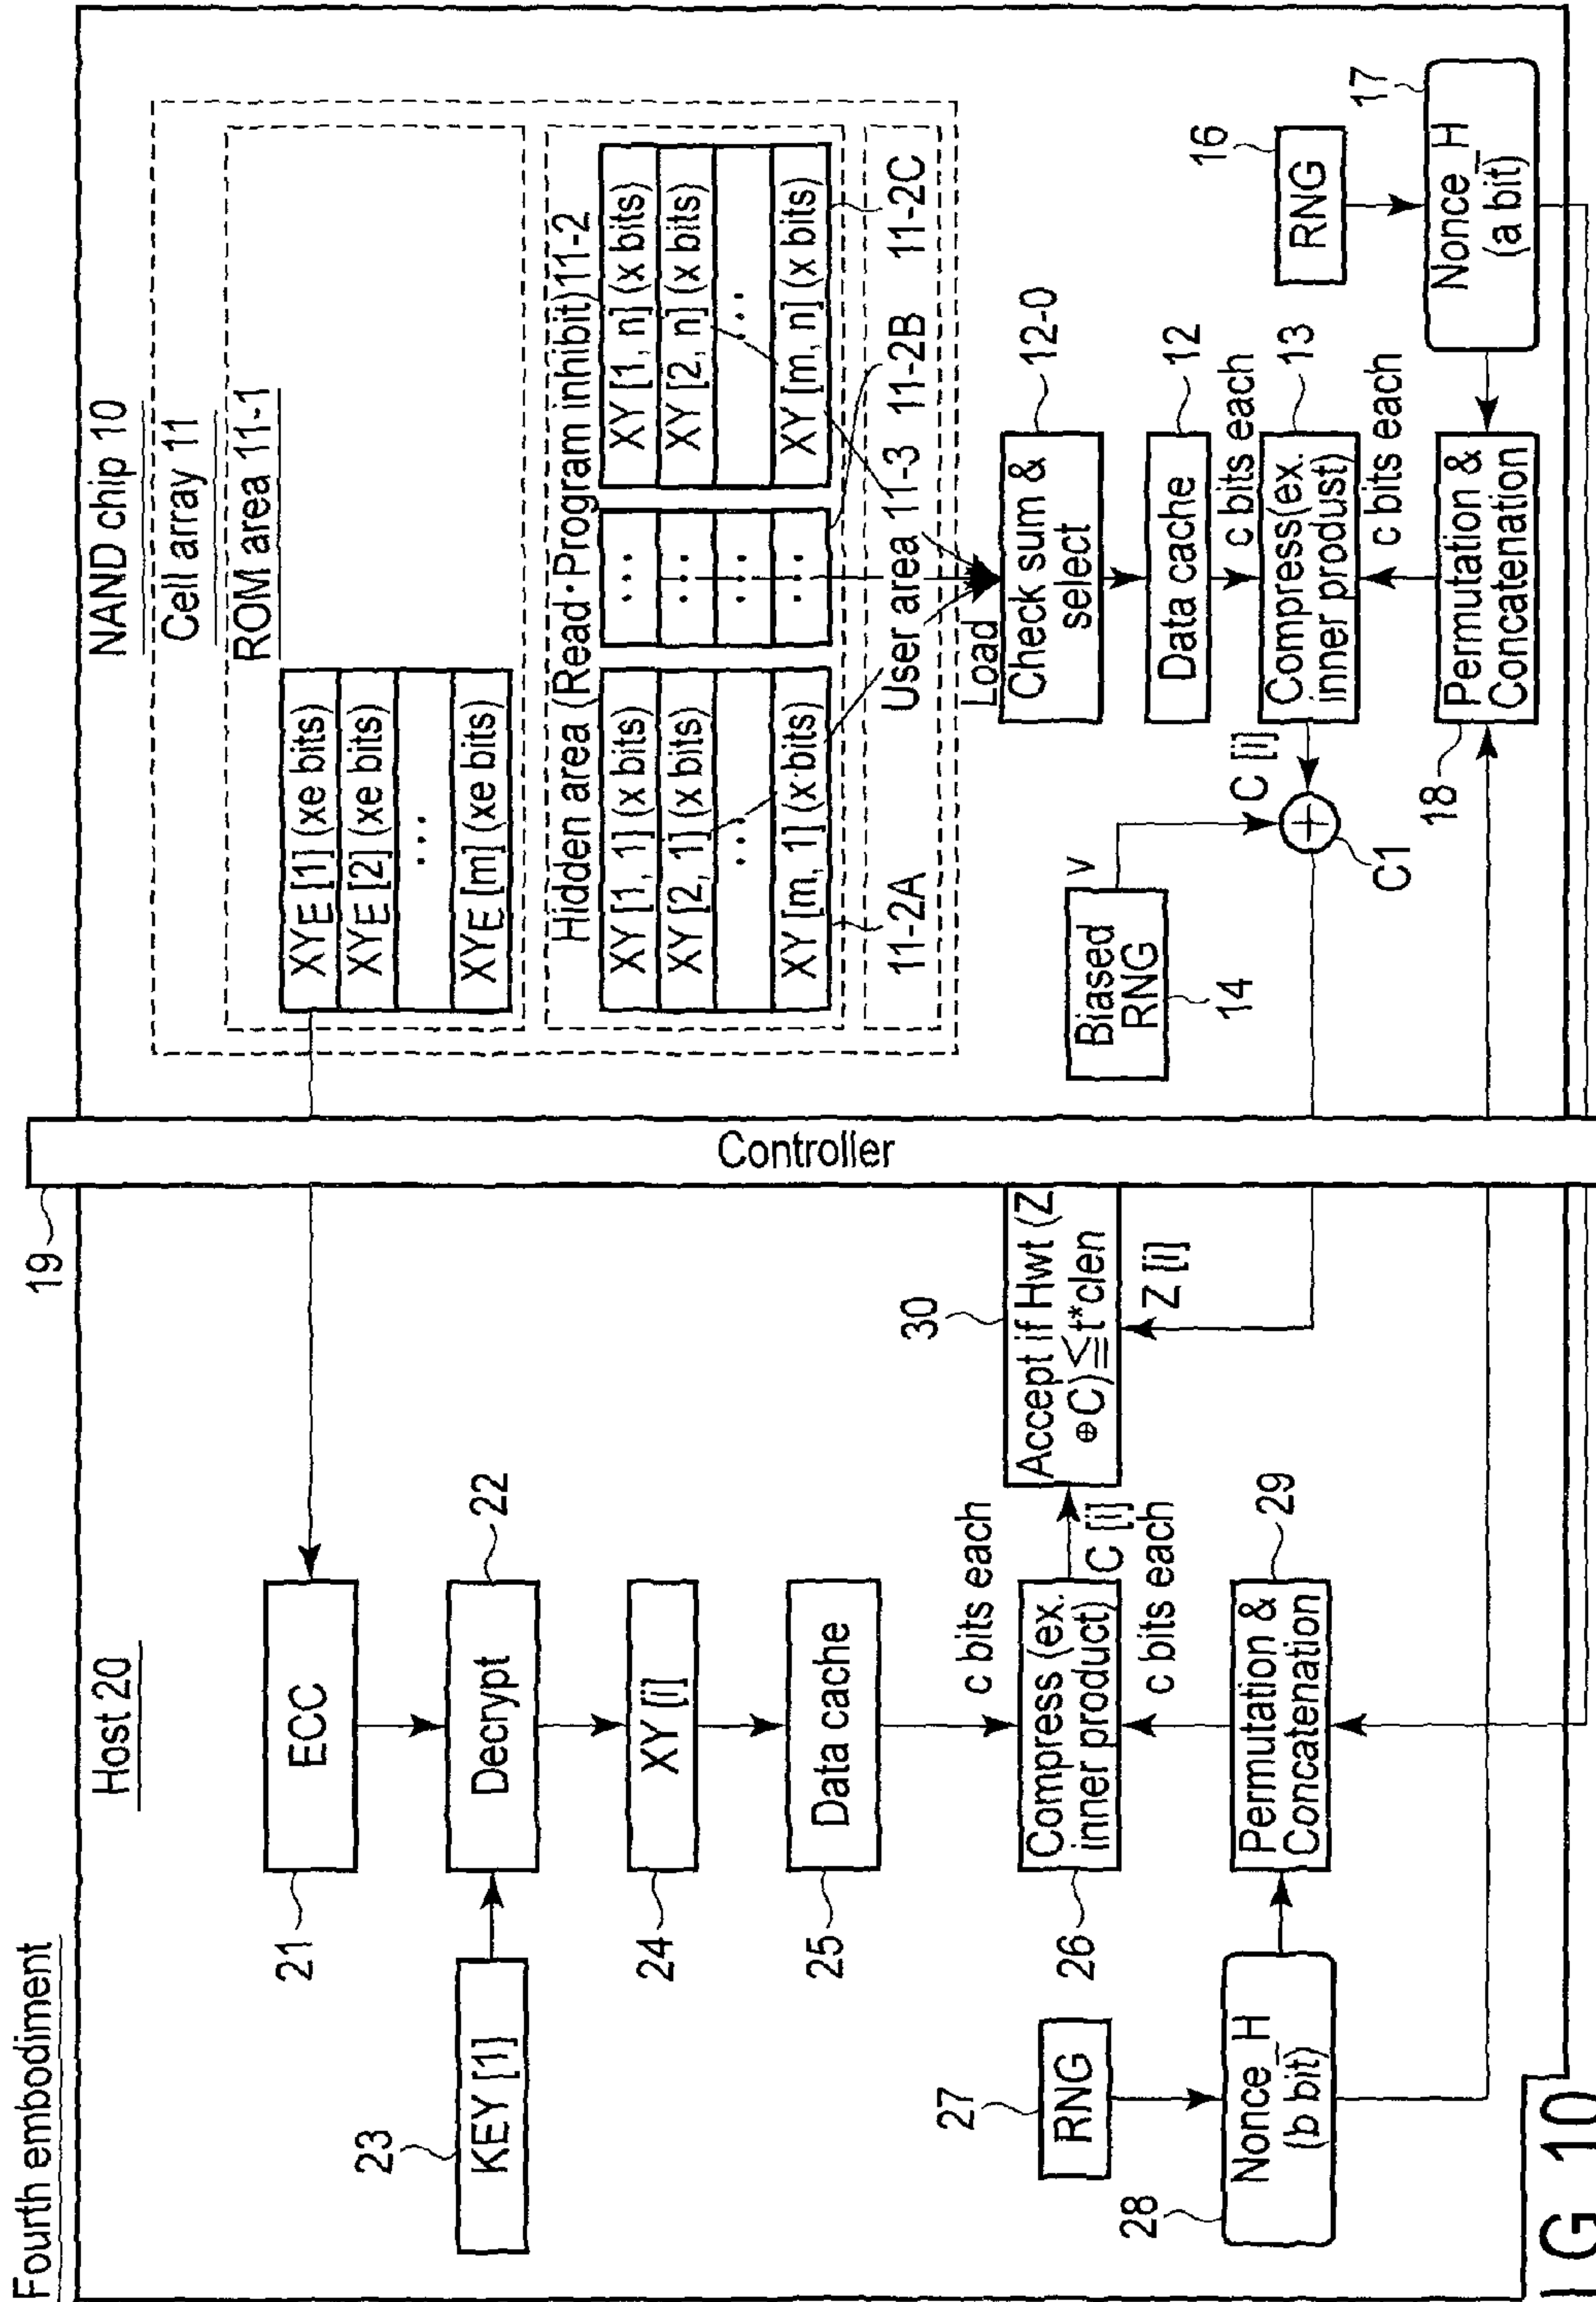 Fourth embodiment
Host 20
19
NAND chip 10
Cell array 11
ROM area 11-1
XYE [1] (xe bits)
XYE [2] (xe bits)
...
XYE [m] (xe bits)
Hidden area (Read·Program inhibit) 11-2
XY [1, 1] (x bits)
XY [2, 1] (x bits)
...
XY [m, 1] (x bits)
...
...
...
...
XY [1, n] (x bits)
XY [2, n] (x bits)
...
XY [m, n] (x bits)
11-2A
User area 11-3
11-2B
11-2C
Load
Check sum &
select
12-0
Data cache
12
c bits each
Compress(ex.
inner produst)
13
c bits each
Biased
RNG
14
v
C [i]
C1
RNG
16
Nonce_H
(a bit)
17
Permutation &
Concatenation
18
Controller
ECC
21
Decrypt
22
KEY [1]
23
XY [i]
24
Data cache
25
c bits each
Compress (ex.
inner product)
26
C [i]
c bits each
Accept if Hwt (Z
⊕C)≦t*clen
30
Z [i]
RNG
27
Nonce_H
(b bit)
28
Permutation &
Concatenation
29
IG 10